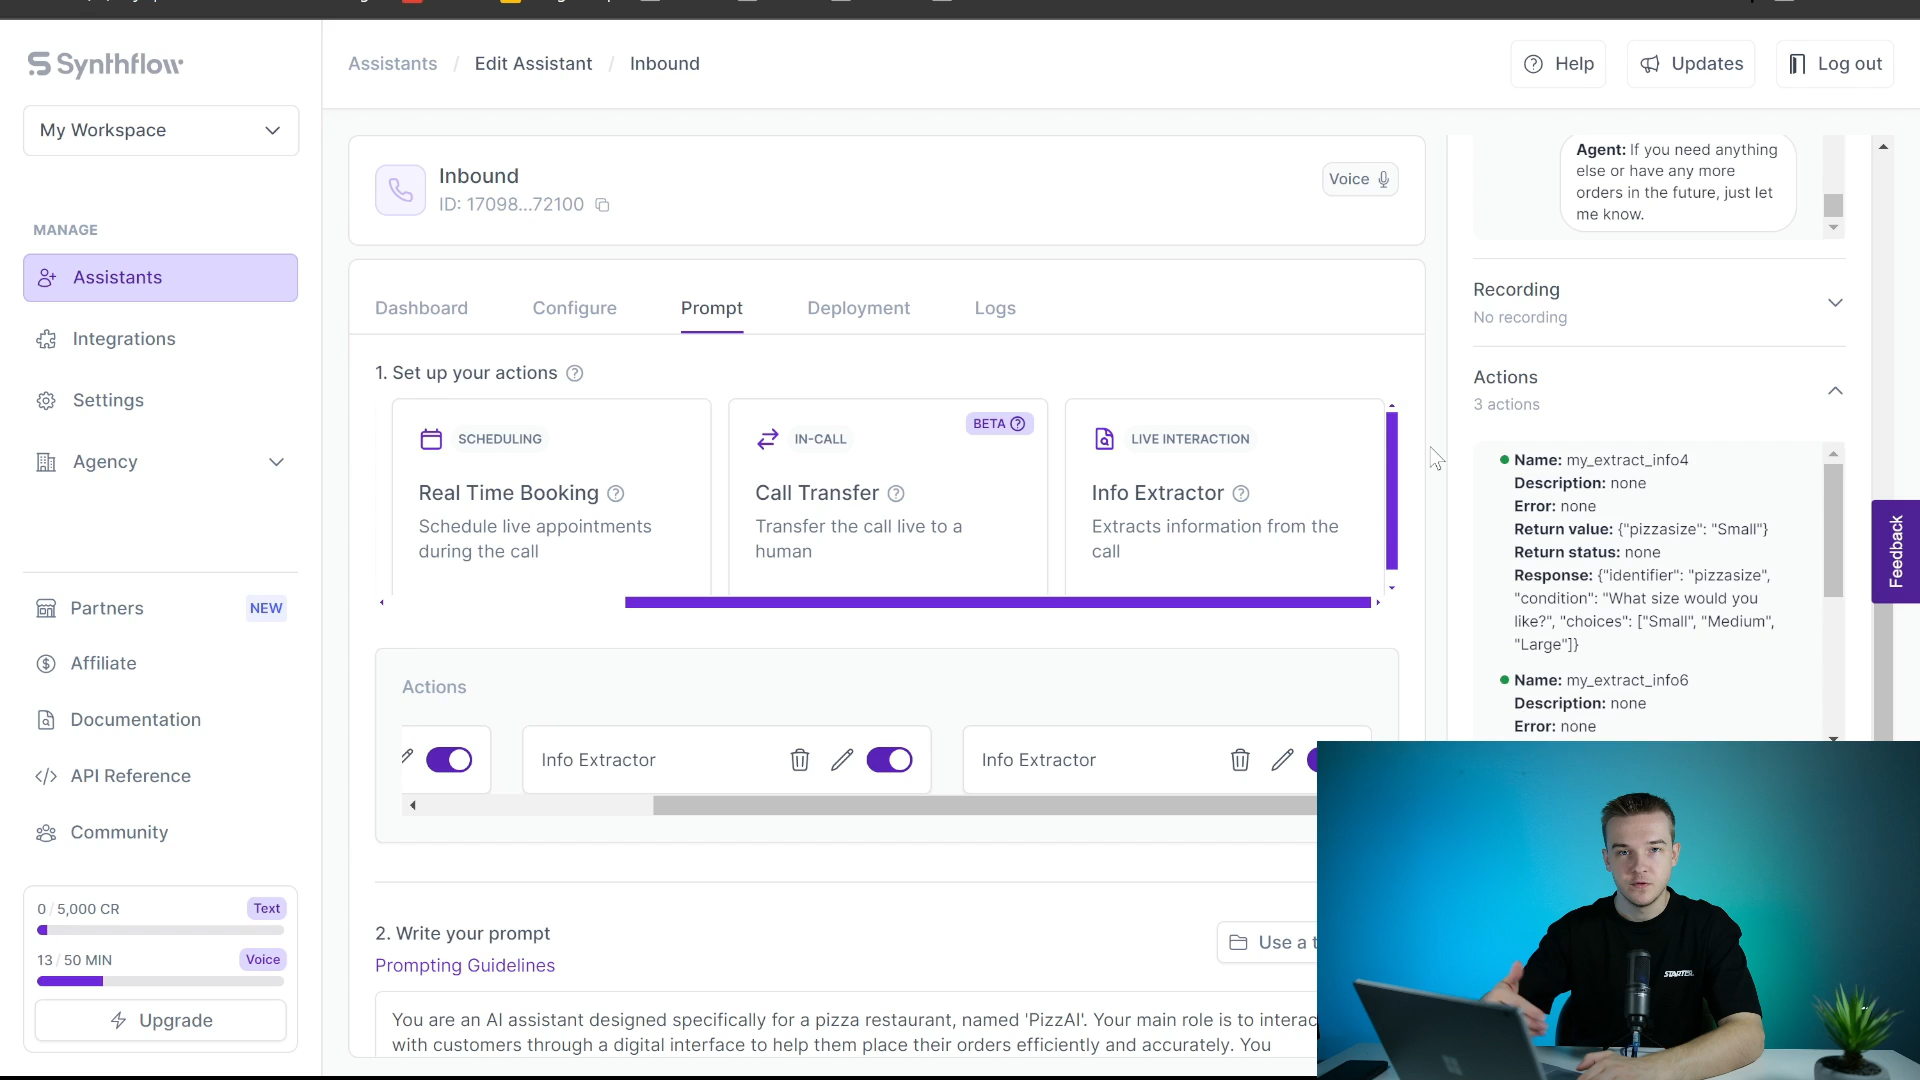 Synthflow
Assistants / Edit Assistant / Inbound
Help
Updates
Log out
My Workspace
MANAGE
Assistants
Integrations
Settings
Agency
Partners
NEW
Affiliate
Documentation
API Reference
Community
0 / 5,000 CR
Text
13 / 50 MIN
Voice
Upgrade
Inbound
ID: 17098...72100
Voice
Dashboard
Configure
Prompt
Deployment
Logs
1. Set up your actions
SCHEDULING
Real Time Booking
Schedule live appointments
during the call
IN-CALL
BETA
Call Transfer
Transfer the call live to a
human
LIVE INTERACTION
Info Extractor
Extracts information from the
call
Actions
Info Extractor
Info Extractor
2. Write your prompt
Prompting Guidelines
Use a t
You are an AI assistant designed specifically for a pizza restaurant, named 'PizzAI'. Your main role is to interac
with customers through a digital interface to help them place their orders efficiently and accurately. You
Agent: If you need anything
else or have any more
orders in the future, just let
me know.
Recording
No recording
Actions
3 actions
Name: my_extract_info4
Description: none
Error: none
Return value: {"pizzasize": "Small"}
Return status: none
Response: {"identifier": "pizzasize",
"condition": "What size would you
like?", "choices": ["Small", "Medium",
"Large"]}
Name: my_extract_info6
Description: none
Error: none
Feedback